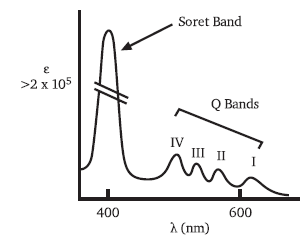 Soret Band
ε
>2 x 10⁵
Q Bands
IV
III
II
I
400
600
λ (nm)